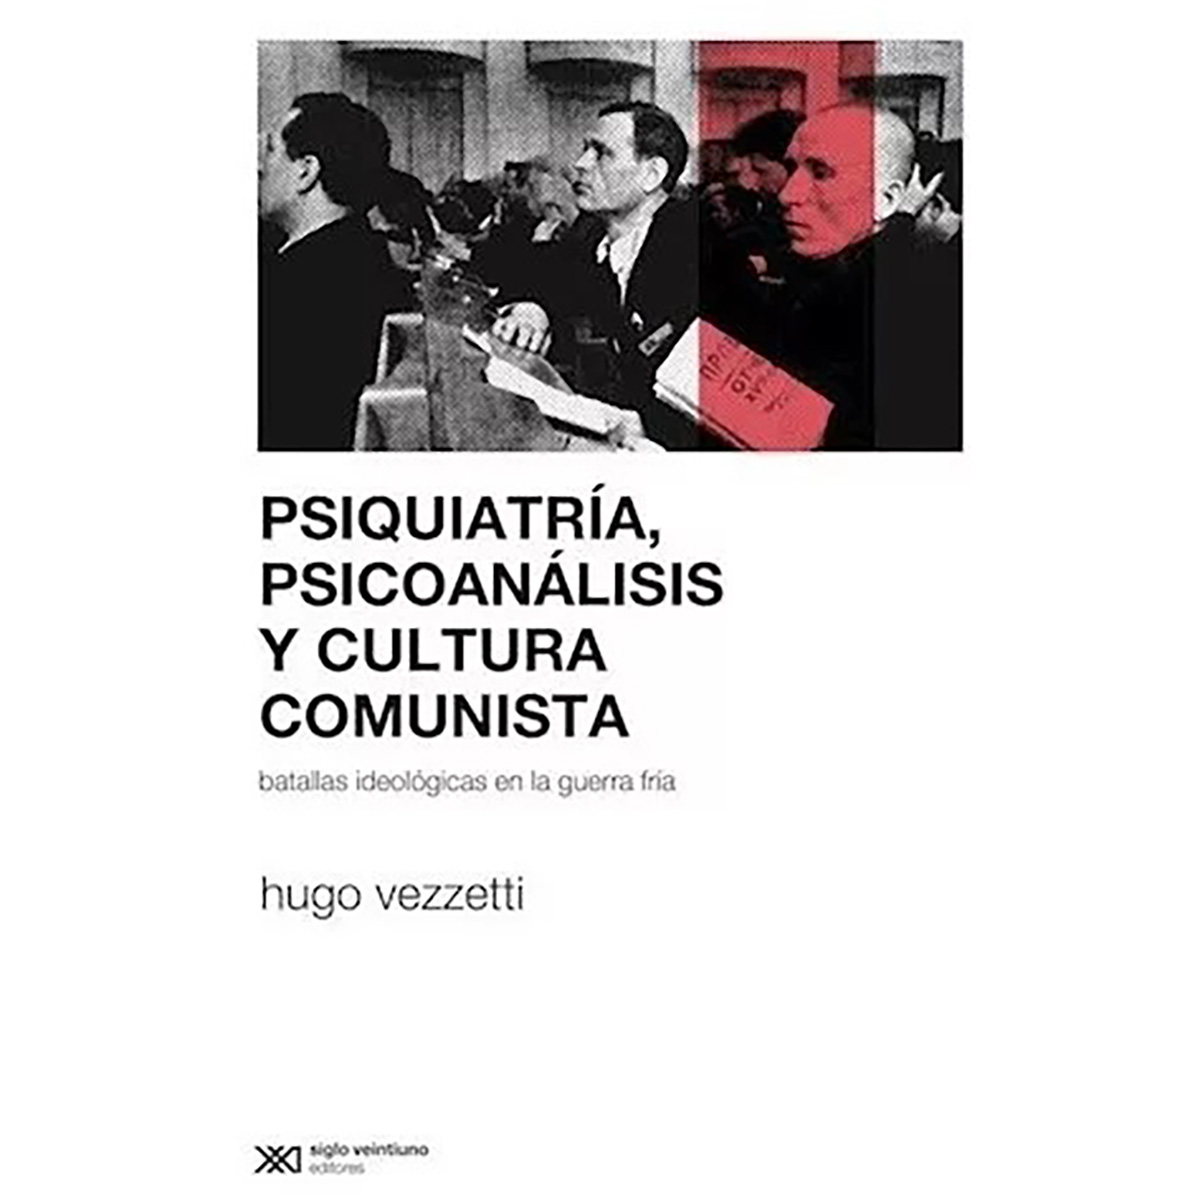 PSIQUIATRÍA,
PSICOANÁLISIS
Y CULTURA
COMUNISTA
batallas ideológicas en la guerra fría
hugo vezzetti
siglo veintiuno
editores